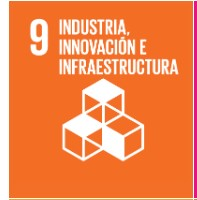 9 INDUSTRIA,
INNOVACIÓN E
INFRAESTRUCTURA